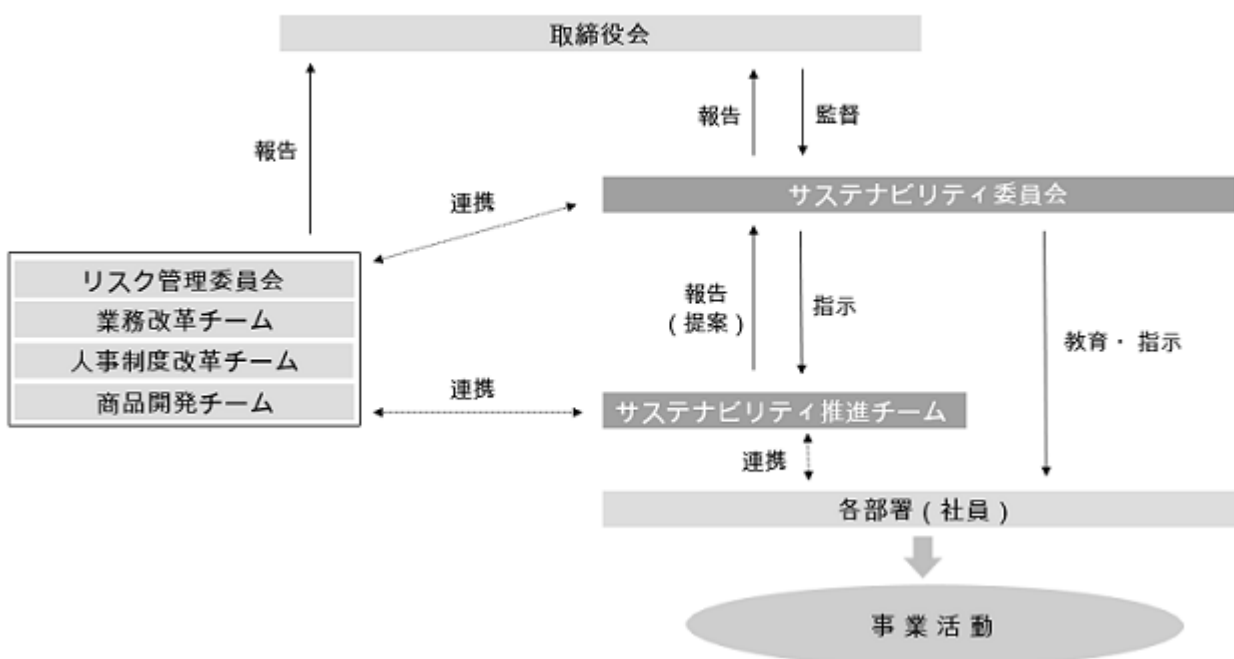 取締役会
報告
監督
報告
サステナビリティ委員会
連携
リスク管理委員会
業務改革チーム
人事制度改革チーム
商品開発チーム
報告
(提案)
指示
教育・指示
連携
サステナビリティ推進チーム
連携
各部署(社員)
事業活動